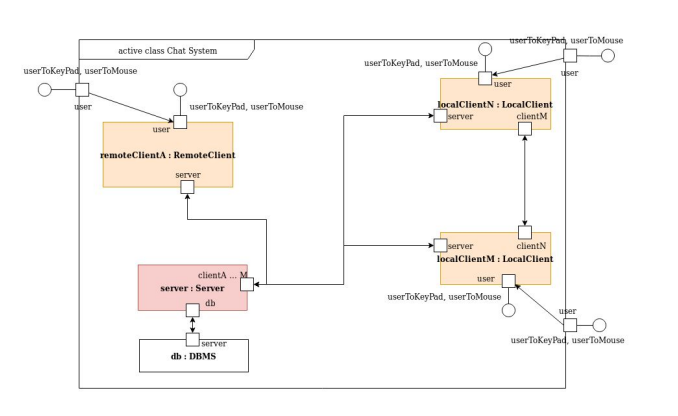 active class Chat System
userToKeyPad, userToMouse
userToKeyPad, userToMouse
userToKeyPad, userToMouse
user
user
user
userToKeyPad, userToMouse
user
localClientN : LocalClient
server
clientM
remoteClientA : RemoteClient
server
server
clientN
localClientM : LocalClient
user
userToKeyPad, userToMouse
clientA ... M
server : Server
db
user
userToKeyPad, userToMouse
server
db : DBMS